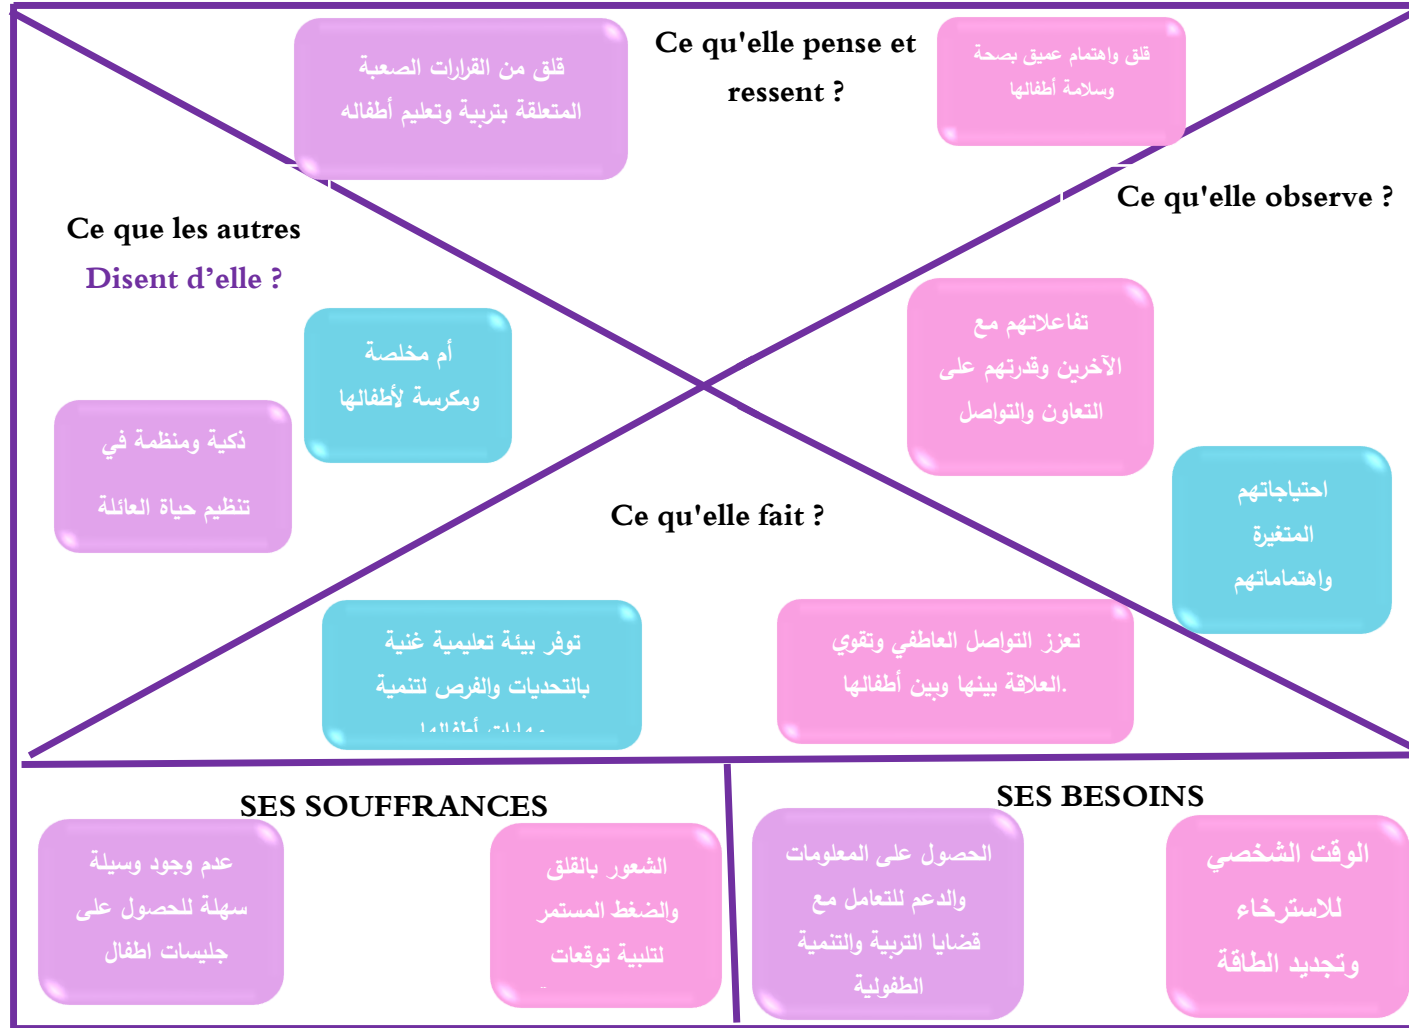 Ce qu'elle pense et
ressent ?
قلق من القرارات الصعبة
المتعلقة بتربية وتعليم أطفاله
قلق واهتمام عميق بصحة
وسلامة أطفالها
Ce que les autres
Disent d’elle ?
أم مخلصة
ومكرسة لأطفالها
ذكية ومنظمة في
تنظيم حياة العائلة
Ce qu'elle observe ?
تفاعلاتهم مع
الآخرين وقدرتهم على
التعاون والتواصل
احتياجاتهم
المتغيرة
واهتماماتهم
Ce qu'elle fait ?
توفر بيئة تعليمية غنية
بالتحديات والفرص لتنمية
تعزز التواصل العاطفي وتقوي
.العلاقة بينها وبين أطفالها
SES SOUFFRANCES
عدم وجود وسيلة
سهلة للحصول على
جليسات اطفال
الشعور بالقلق
والضغط المستمر
لتلبية توقعات
SES BESOINS
الحصول على المعلومات
والدعم للتعامل مع
قضايا التربية والتنمية
الطفولية
الوقت الشخصي
للاسترخاء
وتجديد الطاقة